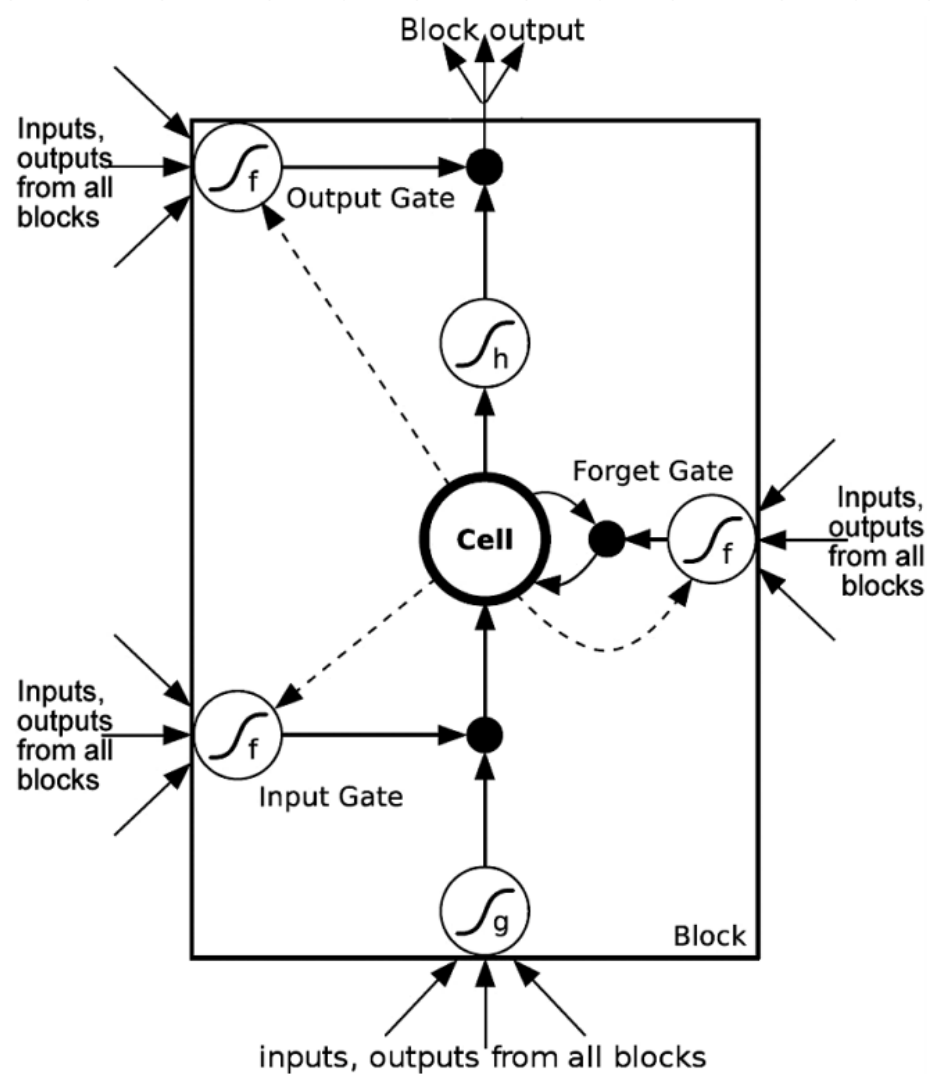 Block output
Inputs,
outputs
from all
blocks
f
Output Gate
h
Forget Gate
Cell
f
Inputs,
outputs
from all
blocks
Inputs,
outputs
from all
blocks
f
Input Gate
g
Block
inputs, outputs from all blocks